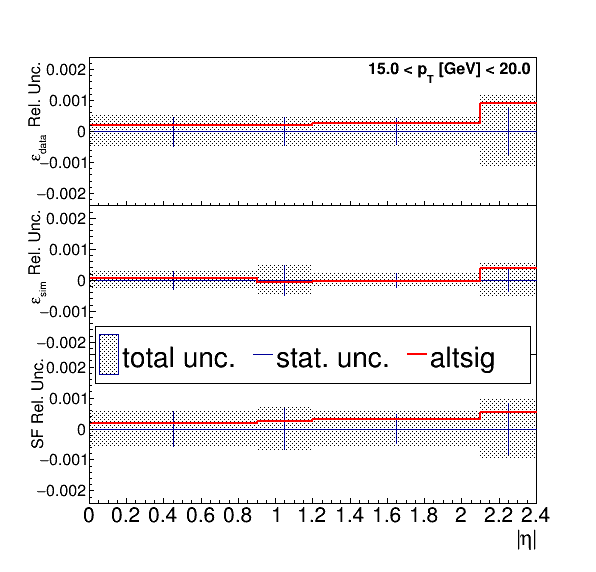 15.0 < p_T [GeV] < 20.0
ε_data Rel. Unc.
0.002
0.001
0
−0.001
−0.002
ε_sim Rel. Unc.
0.002
0.001
0
−0.001
−0.002
total unc. stat. unc. altsig
SF Rel. Unc.
0.002
0.001
0
−0.001
−0.002
0 0.2 0.4 0.6 0.8 1 1.2 1.4 1.6 1.8 2 2.2 2.4
|η|